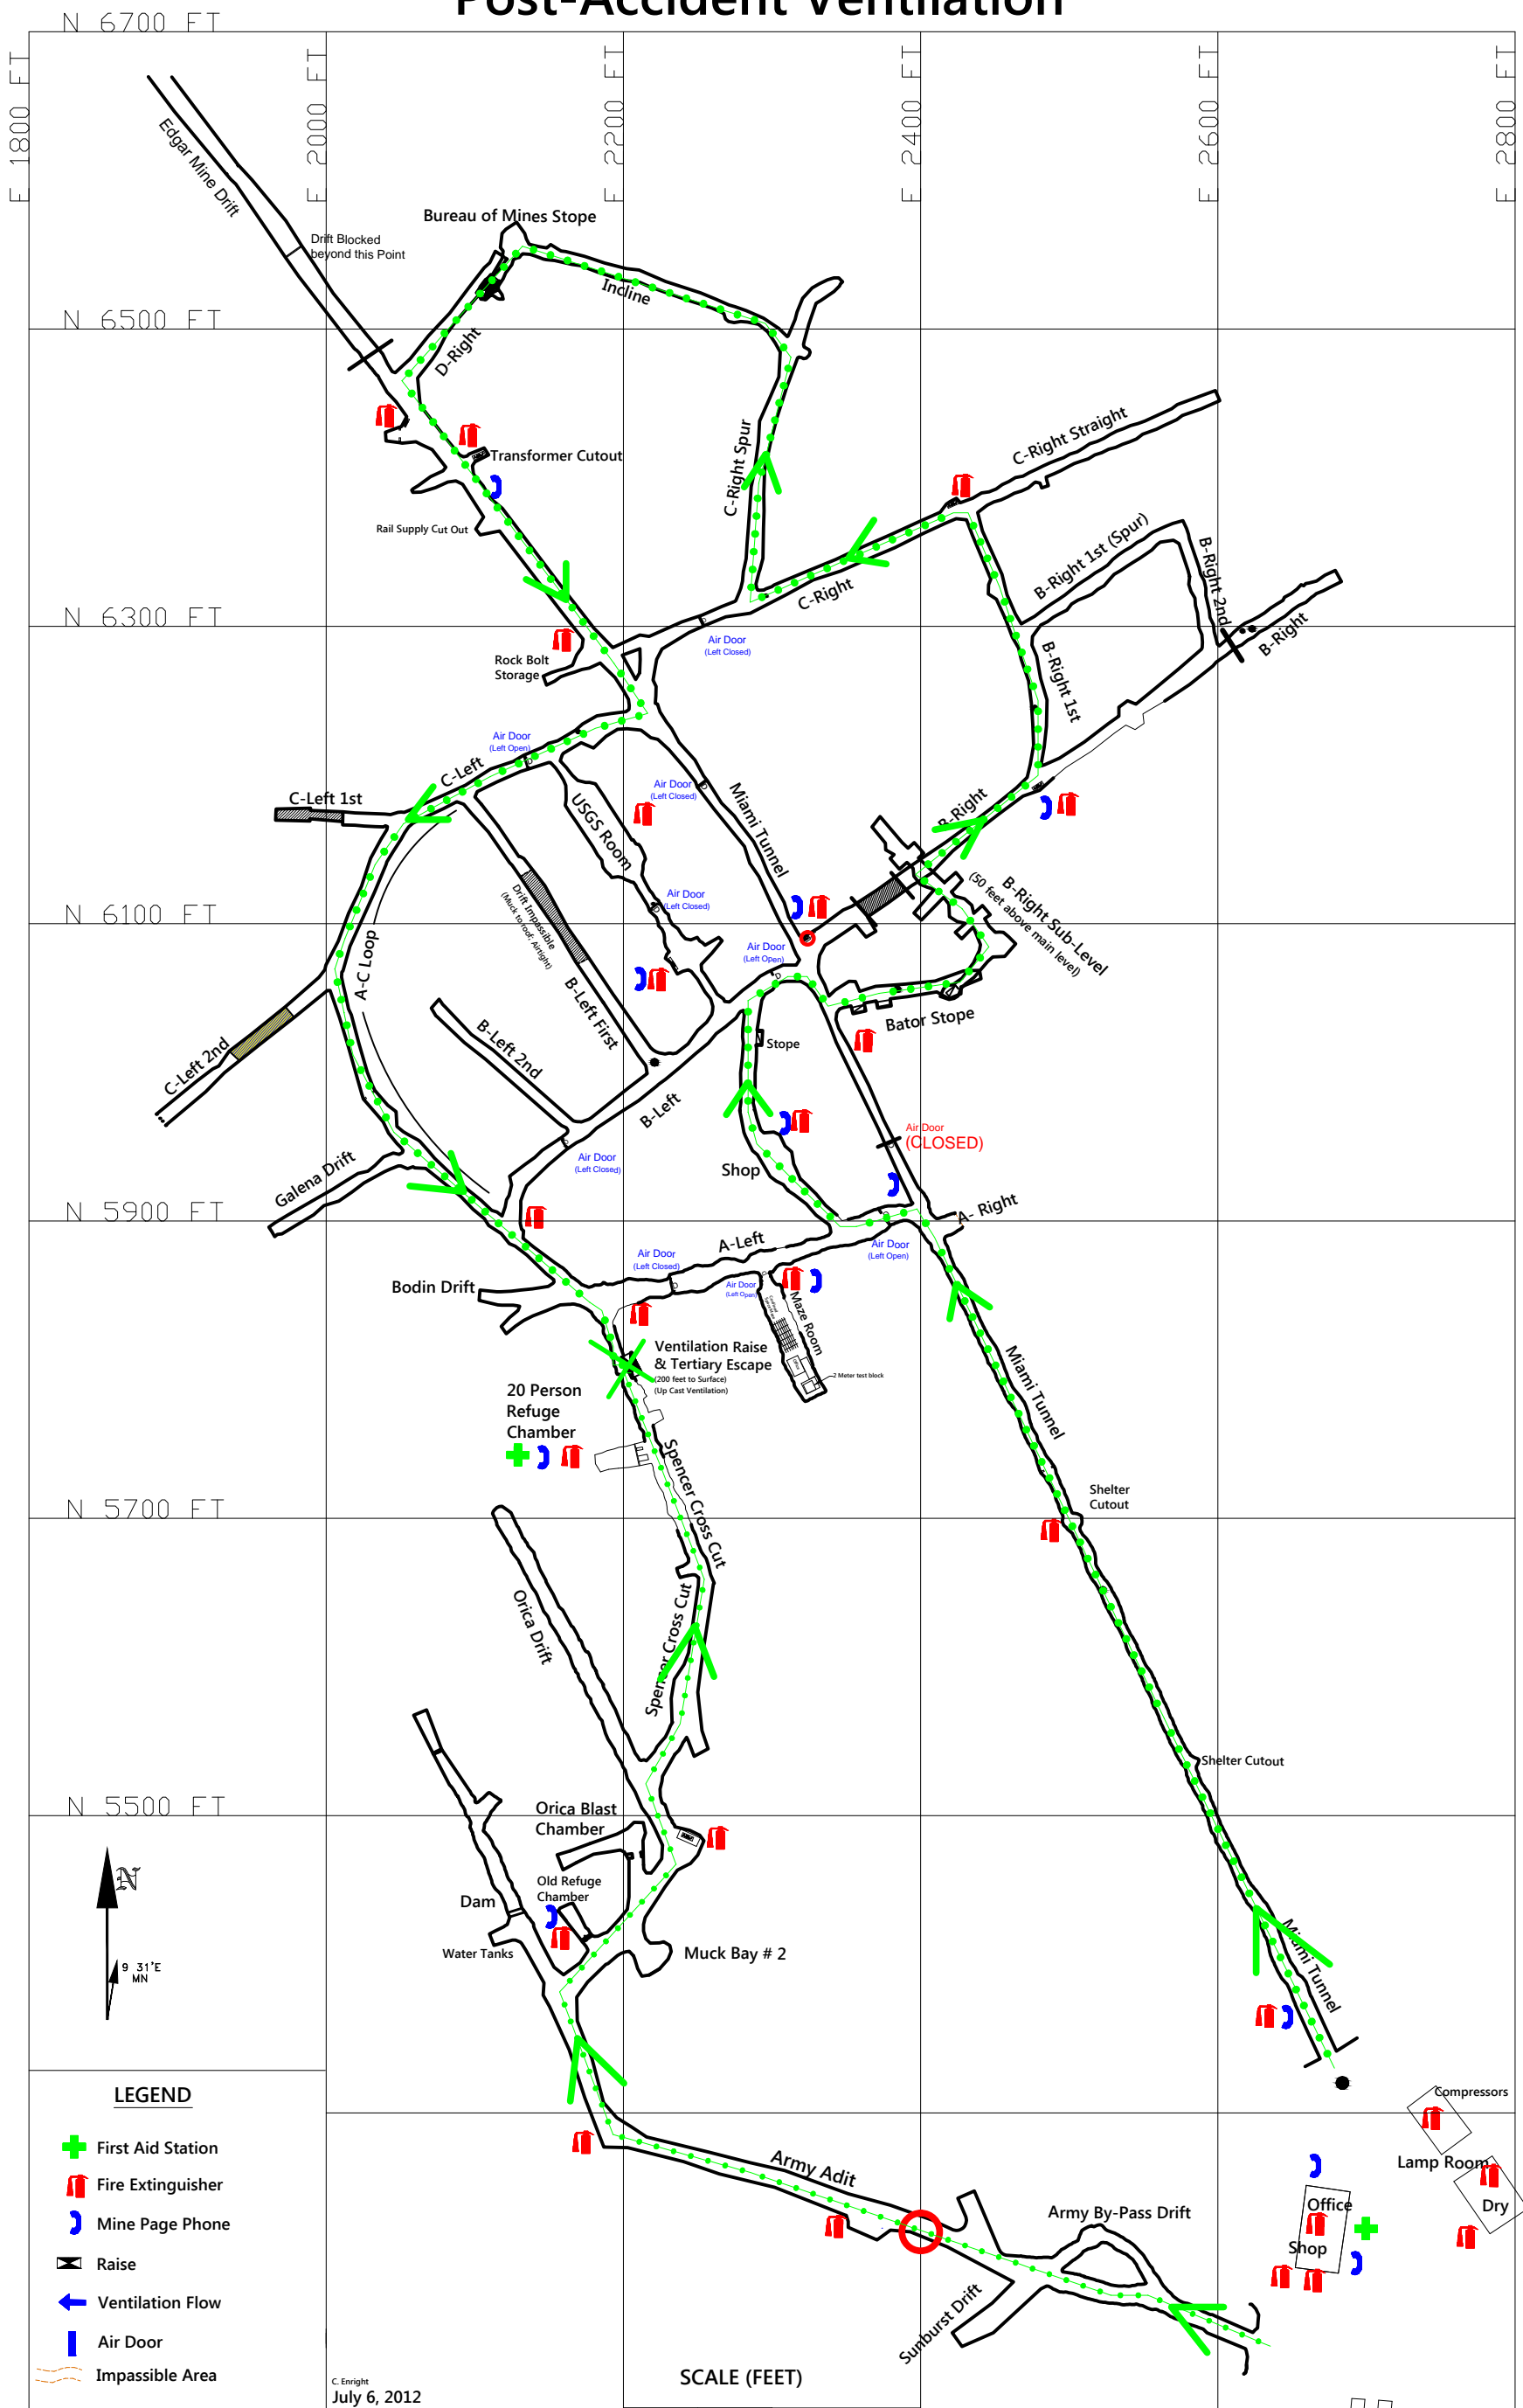 Post-Accident Ventilation
N 6700 FT
E 1800 FT
E 2000 FT
E 2200 FT
E 2400 FT
E 2600 FT
E 2800 FT
Edgar Mine Drift
Bureau of Mines Stope
Drift Blocked
beyond this Point
Incline
N 6500 FT
D-Right
C-Right Straight
C-Right Spur
Transformer Cutout
Rail Supply Cut Out
B-Right 1st (Spur)
B-Right 2nd
C-Right
N 6300 FT
Air Door
(Left Closed)
B-Right
Rock Bolt
Storage
B-Right 1st
Air Door
(Left Open)
C-Left
Air Door
(Left Closed)
Miami Tunnel
C-Left 1st
USGS Room
B-Right
Drift Impassible
(Muck to roof, Airtight)
Air Door
(Left Closed)
B-Right Sub-Level
(50 feet above main level)
N 6100 FT
Air Door
(Left Open)
A-C Loop
B-Left First
Bator Stope
B-Left 2nd
Stope
C-Left 2nd
B-Left
Air Door
(CLOSED)
Air Door
(Left Closed)
Shop
Galena Drift
N 5900 FT
A- Right
A-Left
Air Door
(Left Open)
Air Door
(Left Closed)
Bodin Drift
Air Door
(Left Open)
Maze Room
Office
Ventilation Raise
& Tertiary Escape
(200 feet to Surface)
(Up Cast Ventilation)
2 Meter test block
Miami Tunnel
20 Person
Refuge
Chamber
Spencer Cross Cut
N 5700 FT
Shelter
Cutout
Orica Drift
Spencer Cross Cut
Shelter Cutout
N 5500 FT
Orica Blast
Chamber
N
Old Refuge
Chamber
Dam
Water Tanks
Muck Bay # 2
Miami Tunnel
9 31'E
MN
LEGEND
First Aid Station
Fire Extinguisher
Mine Page Phone
Raise
Ventilation Flow
Air Door
Impassible Area
Compressors
Lamp Room
Army Adit
Army By-Pass Drift
Office
Dry
Shop
Sunburst Drift
C. Enright
July 6, 2012
SCALE (FEET)